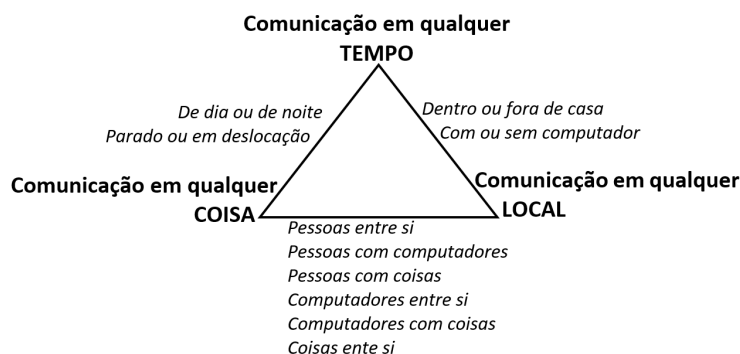 Comunicação em qualquer
TEMPO
De dia ou de noite
Parado ou em deslocação
Dentro ou fora de casa
Com ou sem computador
Comunicação em qualquer
COISA
Comunicação em qualquer
LOCAL
Pessoas entre si
Pessoas com computadores
Pessoas com coisas
Computadores entre si
Computadores com coisas
Coisas ente si